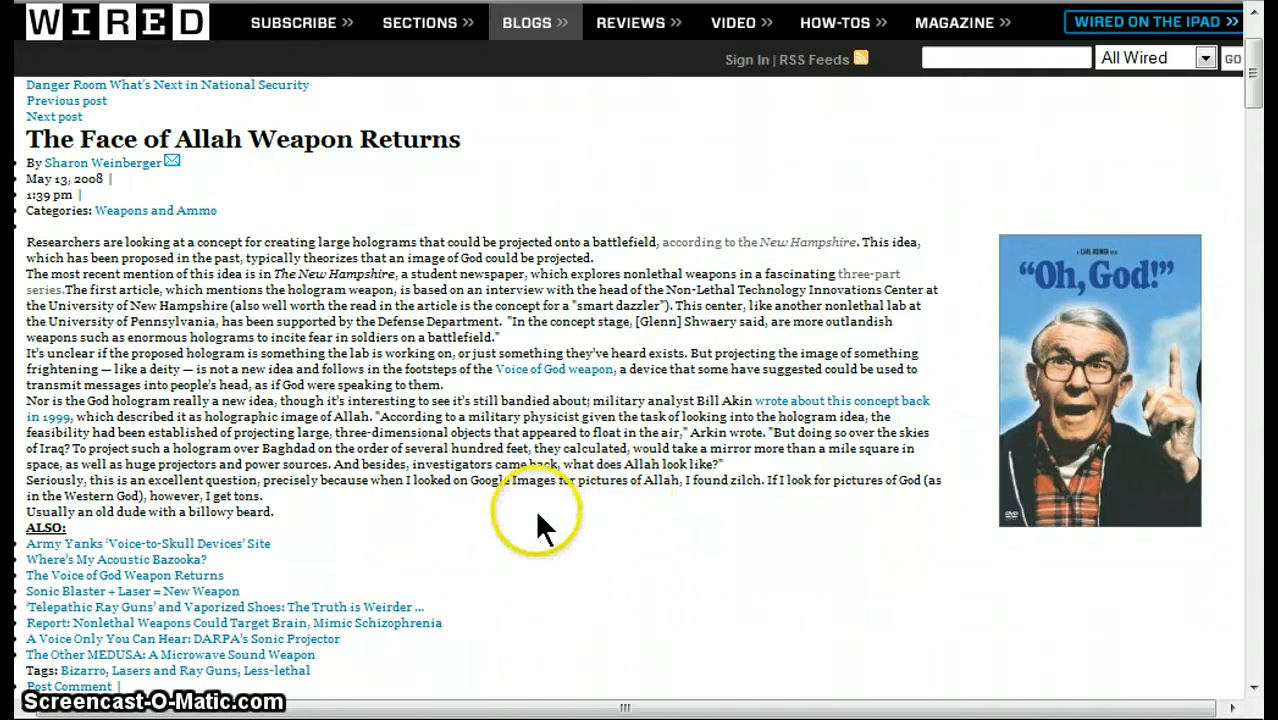 WIRED
SUBSCRIBE >> SECTIONS >> BLOGS >> REVIEWS >> VIDEO >> HOW-TOS >> MAGAZINE >> WIRED ON THE IPAD >>
Sign In | RSS Feeds All Wired GO
Danger Room What's Next in National Security
Previous post
Next post
The Face of Allah Weapon Returns
By Sharon Weinberger
May 13, 2008 |
1:39 pm |
Categories: Weapons and Ammo
Researchers are looking at a concept for creating large holograms that could be projected onto a battlefield, according to the New Hampshire. This idea,
which has been proposed in the past, typically theorizes that an image of God could be projected.
The most recent mention of this idea is in The New Hampshire, a student newspaper, which explores nonlethal weapons in a fascinating three-part
series.The first article, which mentions the hologram weapon, is based on an interview with the head of the Non-Lethal Technology Innovations Center at
the University of New Hampshire (also well worth the read in the article is the concept for a "smart dazzler"). This center, like another nonlethal lab at
the University of Pennsylvania, has been supported by the Defense Department. "In the concept stage, [Glenn] Shwaery said, are more outlandish
weapons such as enormous holograms to incite fear in soldiers on a battlefield."
It's unclear if the proposed hologram is something the lab is working on, or just something they've heard exists. But projecting the image of something
frightening — like a deity — is not a new idea and follows in the footsteps of the Voice of God weapon, a device that some have suggested could be used to
transmit messages into people's head, as if God were speaking to them.
Nor is the God hologram really a new idea, though it's interesting to see it's still bandied about; military analyst Bill Akin wrote about this concept back
in 1999, which described it as holographic image of Allah. "According to a military physicist given the task of looking into the hologram idea, the
feasibility had been established of projecting large, three-dimensional objects that appeared to float in the air," Arkin wrote. "But doing so over the skies
of Iraq? To project such a hologram over Baghdad on the order of several hundred feet, they calculated, would take a mirror more than a mile square in
space, as well as huge projectors and power sources. And besides, investigators came back, what does Allah look like?"
Seriously, this is an excellent question, precisely because when I looked on Google Images for pictures of Allah, I found zilch. If I look for pictures of God (as
in the Western God), however, I get tons.
Usually an old dude with a billowy beard.
ALSO:
Army Yanks 'Voice-to-Skull Devices' Site
Where's My Acoustic Bazooka?
The Voice of God Weapon Returns
Sonic Blaster + Laser = New Weapon
'Telepathic Ray Guns' and Vaporized Shoes: The Truth is Weirder ...
Report: Nonlethal Weapons Could Target Brain, Mimic Schizophrenia
A Voice Only You Can Hear: DARPA's Sonic Projector
The Other MEDUSA: A Microwave Sound Weapon
Tags: Bizarro, Lasers and Ray Guns, Less-lethal
Post Comment |
A CARL REINER FILM
"Oh, God!"
DVD
Screencast-O-Matic.com